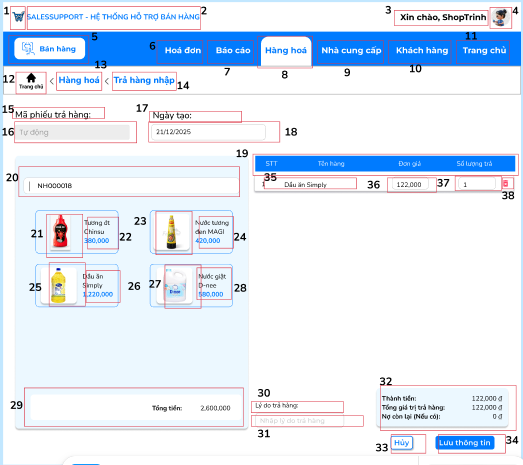 1 SALESSUPPORT - HỆ THỐNG HỖ TRỢ BÁN HÀNG 2
3 Xin chào, ShopTrinh 4
5 Bán hàng
6 Hoá đơn Báo cáo Hàng hoá Nhà cung cấp Khách hàng Trang chủ
7 8 9 10 11
12 Trang chủ < 13 Hàng hoá < Trả hàng nhập 14
15 Mã phiếu trả hàng: 17 Ngày tạo:
16 Tự động 21/12/2025 18
19 STT Tên hàng Đơn giá Số lượng trả
35 1 Dầu ăn Simply 36 122,000 37 1 38
20 NH000018
21 Tương ớt Chinsu 380,000 22
23 Nước tương đen MAGI 420,000 24
25 Dầu ăn Simply 1,220,000 26
27 Nước giặt D-nee 580,000 28
29 Tổng tiền: 2,600,000
30 Lý do trả hàng:
31 Nhập lý do trả hàng
32 Thành tiền: 122,000 đ
Tổng giá trị trả hàng: 122,000 đ
Nợ còn lại (Nếu có): 0 đ
33 Hủy Lưu thông tin 34